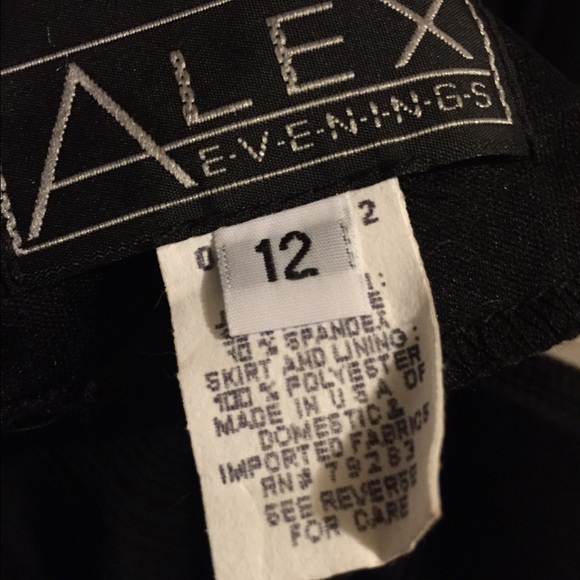 ALEX
E-V-E-N-I-N-G-S
2
12
SPANDEX
SKIRT AND LINING:
100% POLYESTER
MADE IN U S A OF
DOMESTIC &
IMPORTED FABRICS
RN#
SEE REVERSE
FOR CARE